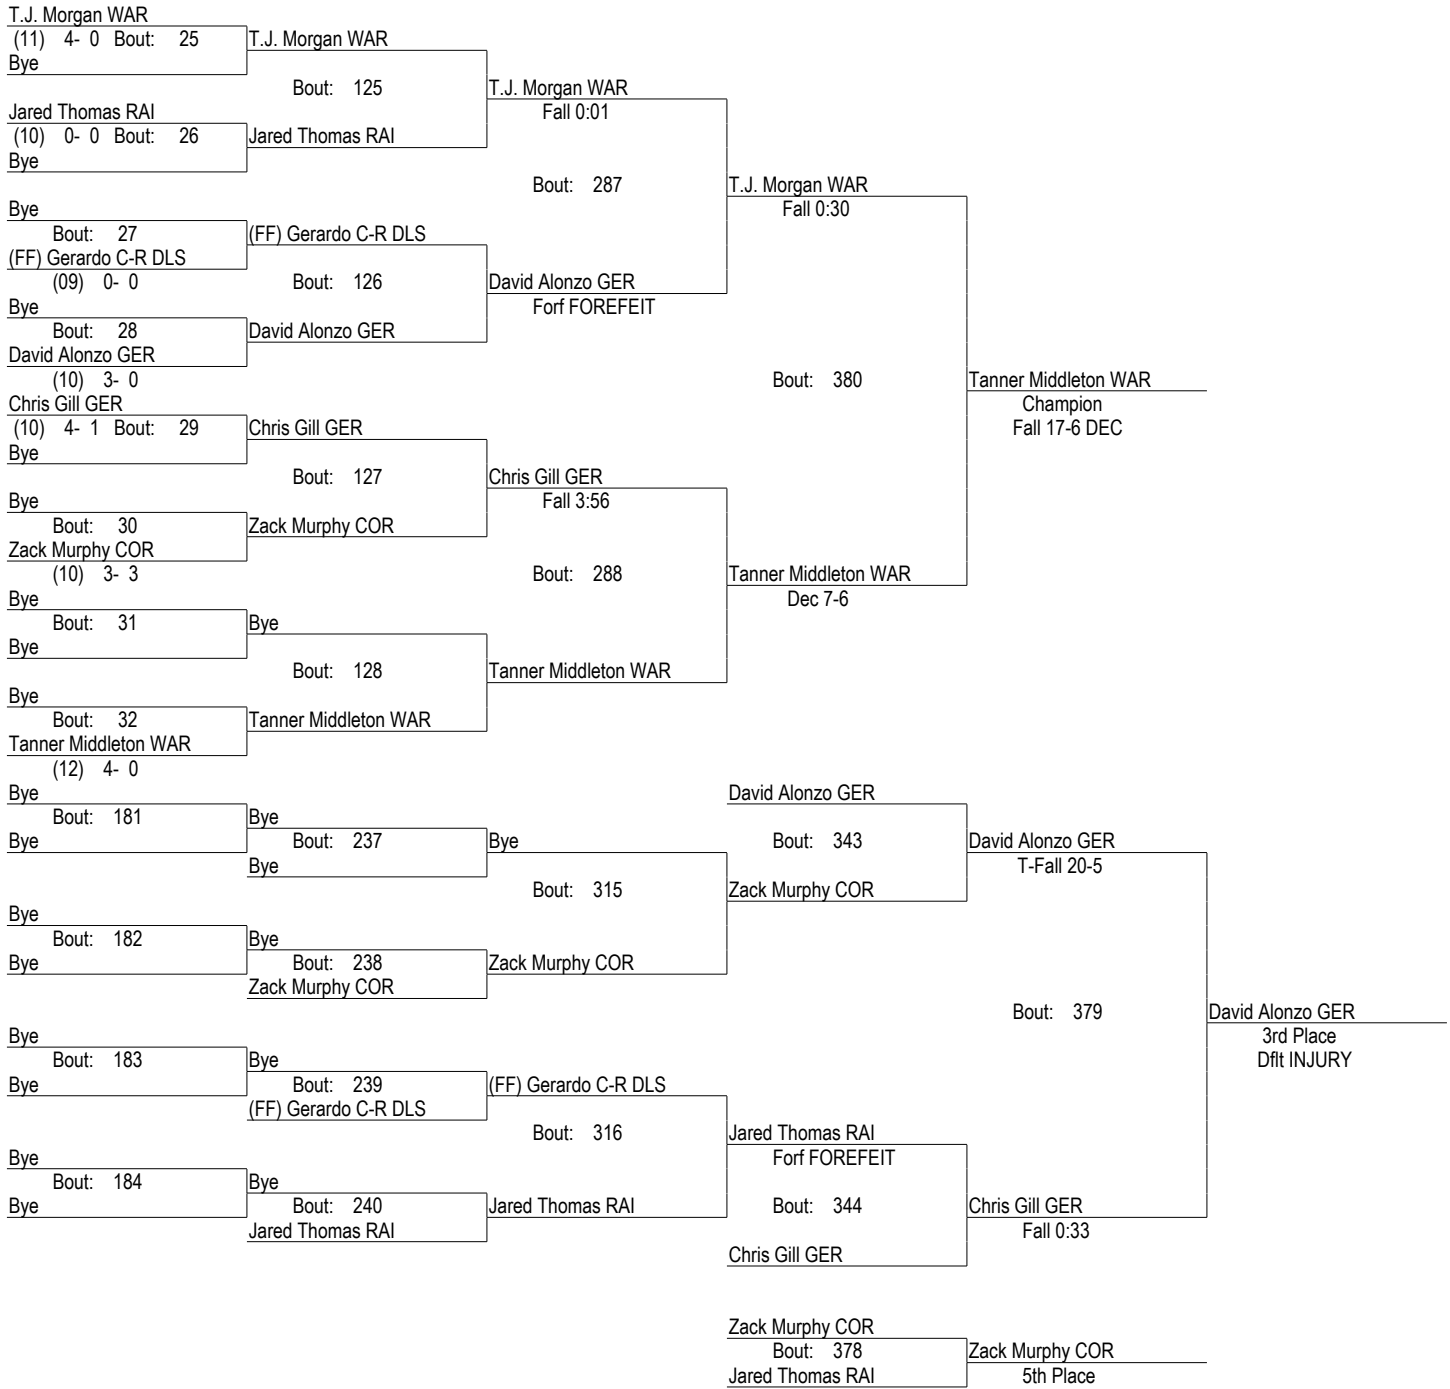 T.J. Morgan WAR
(11) 4- 0 Bout: 25 T.J. Morgan WAR
Bye
Bout: 125 T.J. Morgan WAR
Jared Thomas RAI Fall 0:01
(10) 0- 0 Bout: 26 Jared Thomas RAI
Bye
Bout: 287 T.J. Morgan WAR
Bye Fall 0:30
Bout: 27 (FF) Gerardo C-R DLS
(FF) Gerardo C-R DLS
(09) 0- 0 Bout: 126 David Alonzo GER
Bye Forf FOREFEIT
Bout: 28 David Alonzo GER
David Alonzo GER
(10) 3- 0 Bout: 380 Tanner Middleton WAR
Chris Gill GER Champion
(10) 4- 1 Bout: 29 Chris Gill GER Fall 17-6 DEC
Bye
Bout: 127 Chris Gill GER
Bye Fall 3:56
Bout: 30 Zack Murphy COR
Zack Murphy COR
(10) 3- 3 Bout: 288 Tanner Middleton WAR
Bye Dec 7-6
Bout: 31 Bye
Bye
Bout: 128 Tanner Middleton WAR
Bye
Bout: 32 Tanner Middleton WAR
Tanner Middleton WAR
(12) 4- 0
Bye David Alonzo GER
Bout: 181 Bye
Bye Bout: 237 Bye Bout: 343 David Alonzo GER
Bye T-Fall 20-5
Bout: 315 Zack Murphy COR
Bye
Bout: 182 Bye
Bye Bout: 238 Zack Murphy COR
Zack Murphy COR
Bout: 379 David Alonzo GER
Bye 3rd Place
Bout: 183 Bye Dflt INJURY
Bye Bout: 239 (FF) Gerardo C-R DLS
(FF) Gerardo C-R DLS
Bout: 316 Jared Thomas RAI
Bye Forf FOREFEIT
Bout: 184 Bye
Bye Bout: 240 Jared Thomas RAI Bout: 344 Chris Gill GER
Jared Thomas RAI Fall 0:33
Chris Gill GER
Zack Murphy COR
Bout: 378 Zack Murphy COR
Jared Thomas RAI 5th Place